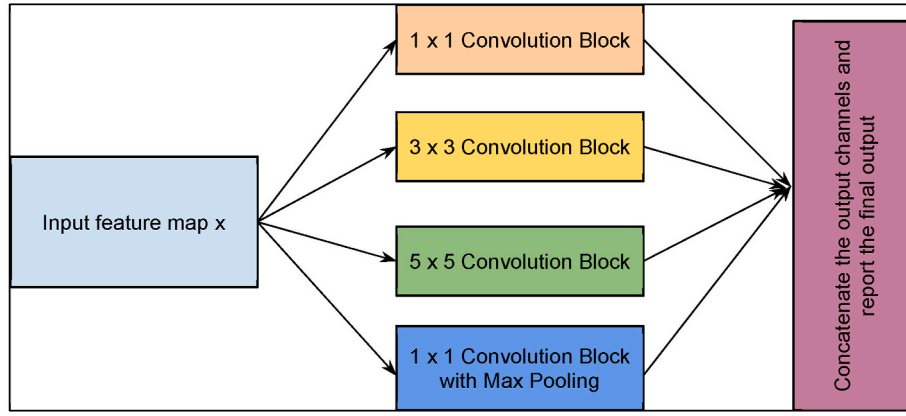 Input feature map x
1 x 1 Convolution Block
3 x 3 Convolution Block
5 x 5 Convolution Block
1 x 1 Convolution Block
with Max Pooling
Concatenate the output channels and
report the final output